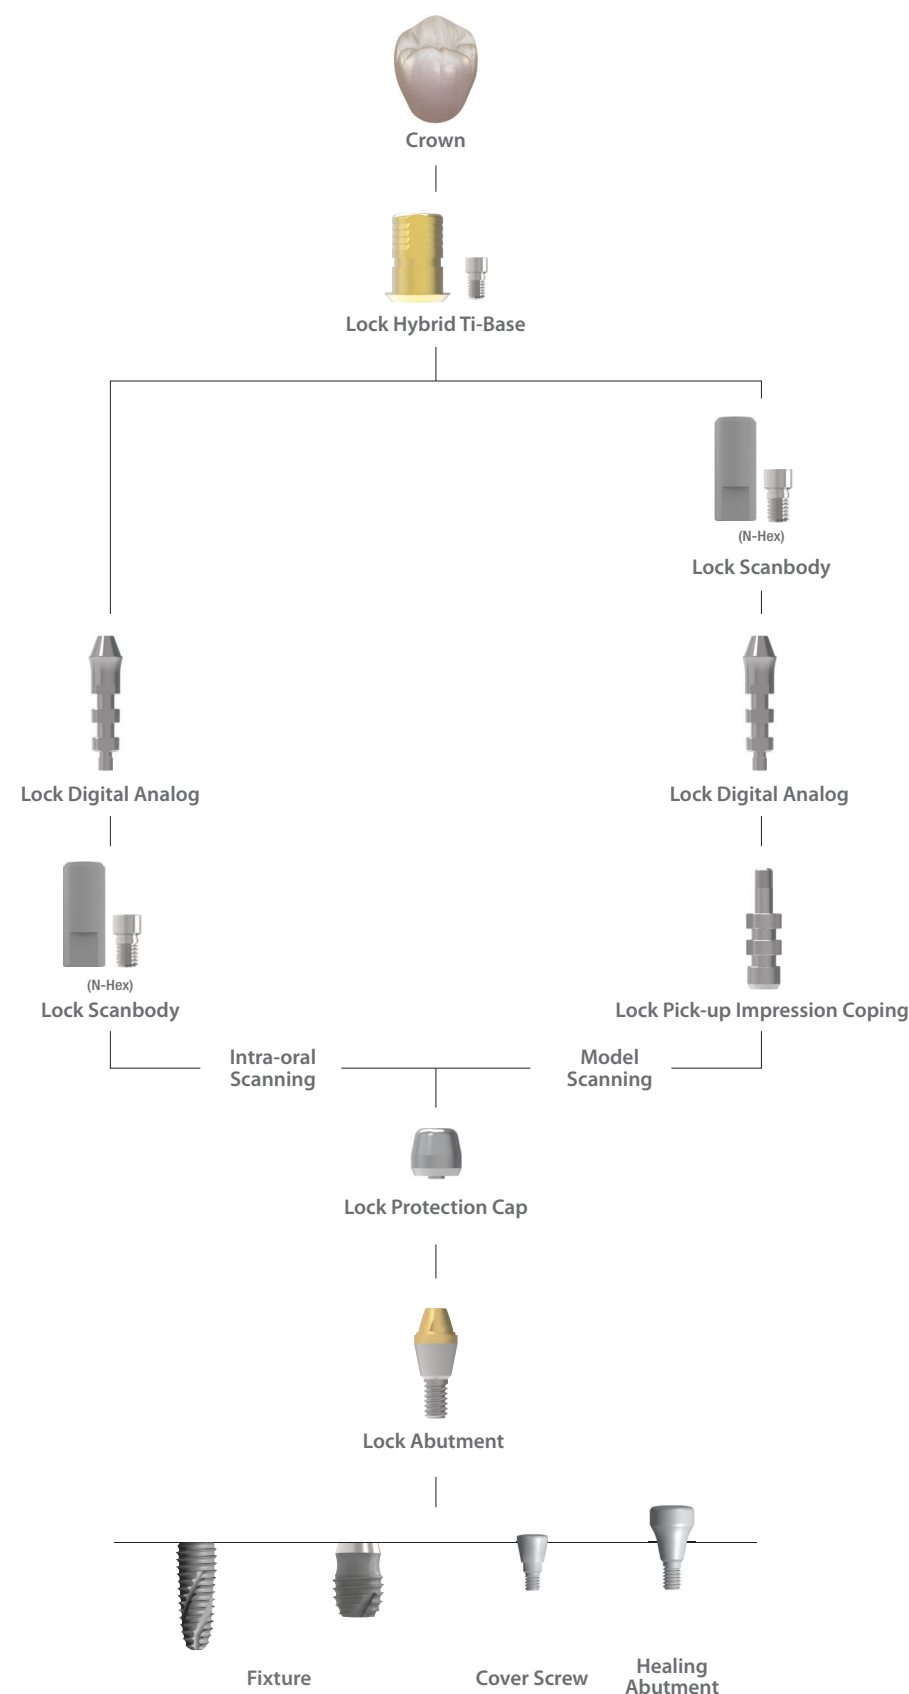 Crown
Lock Hybrid Ti-Base
(N-Hex)
Lock Scanbody
Lock Digital Analog
Lock Digital Analog
(N-Hex)
Lock Scanbody
Lock Pick-up Impression Coping
Intra-oral
Scanning
Model
Scanning
Lock Protection Cap
Lock Abutment
Fixture
Cover Screw
Healing
Abutment